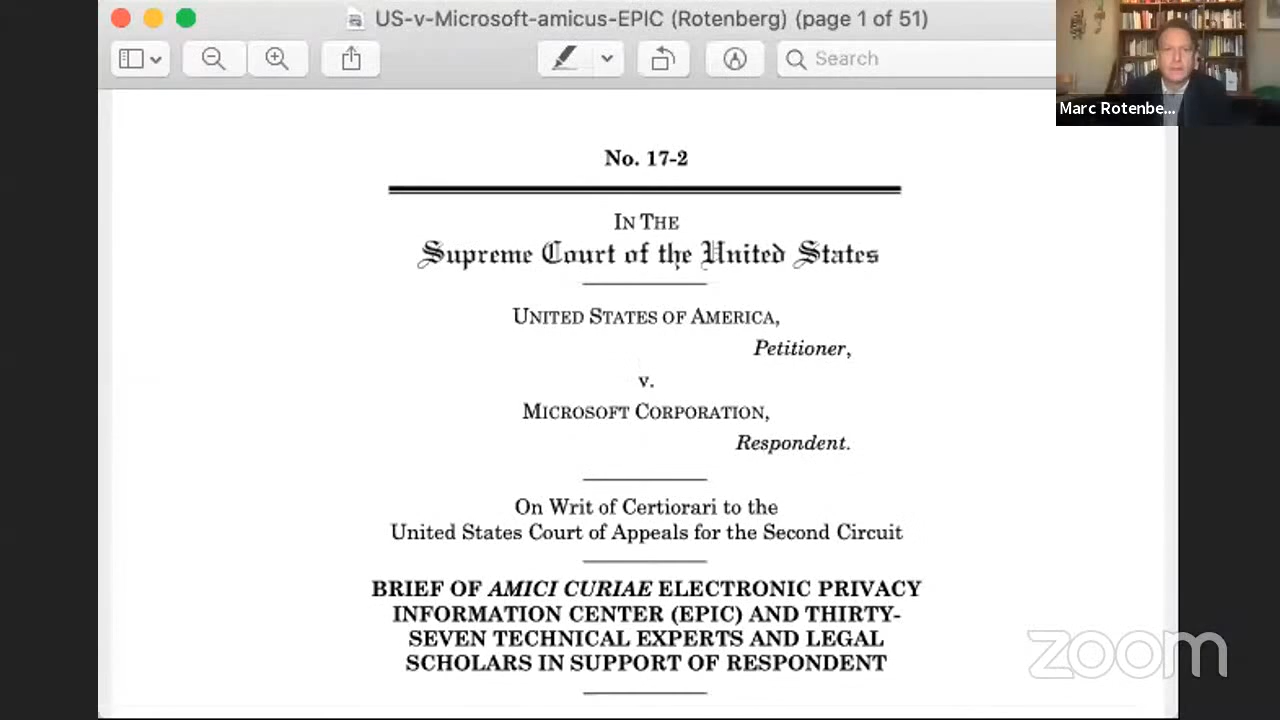 US-v-Microsoft-amicus-EPIC (Rotenberg) (page 1 of 51)
Search
Marc Rotenbe...
No. 17-2
IN THE
Supreme Court of the United States
UNITED STATES OF AMERICA,
Petitioner,
v.
MICROSOFT CORPORATION,
Respondent.
On Writ of Certiorari to the
United States Court of Appeals for the Second Circuit
BRIEF OF AMICI CURIAE ELECTRONIC PRIVACY
INFORMATION CENTER (EPIC) AND THIRTY-
SEVEN TECHNICAL EXPERTS AND LEGAL
SCHOLARS IN SUPPORT OF RESPONDENT
zoom